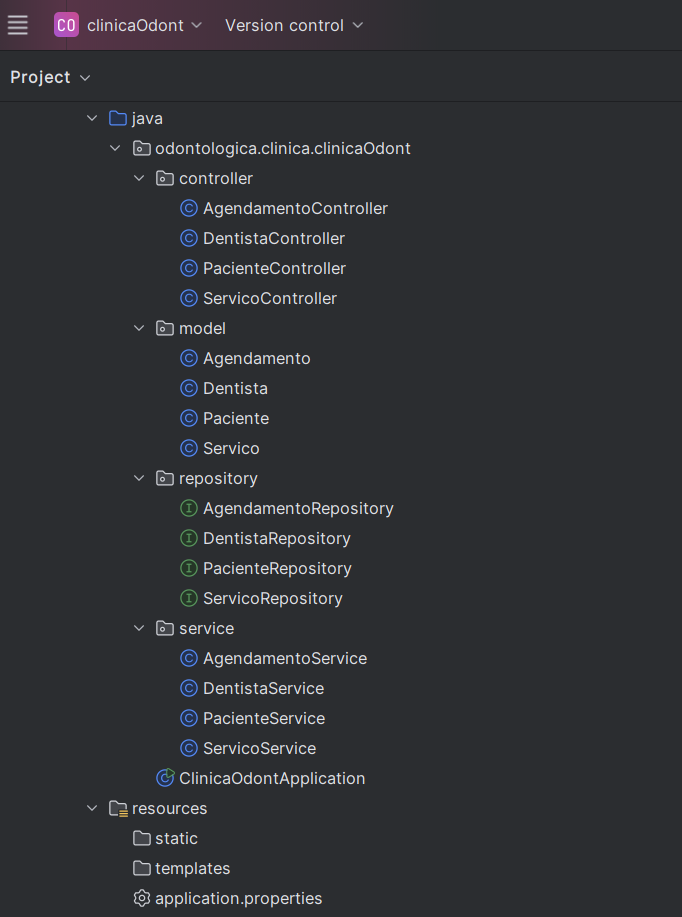 CO clinicaOdont Version control
Project
java
odontologica.clinica.clinicaOdont
controller
C AgendamentoController
C DentistaController
C PacienteController
C ServicoController
model
C Agendamento
C Dentista
C Paciente
C Servico
repository
I AgendamentoRepository
I DentistaRepository
I PacienteRepository
I ServicoRepository
service
C AgendamentoService
C DentistaService
C PacienteService
C ServicoService
C ClinicaOdontApplication
resources
static
templates
application.properties